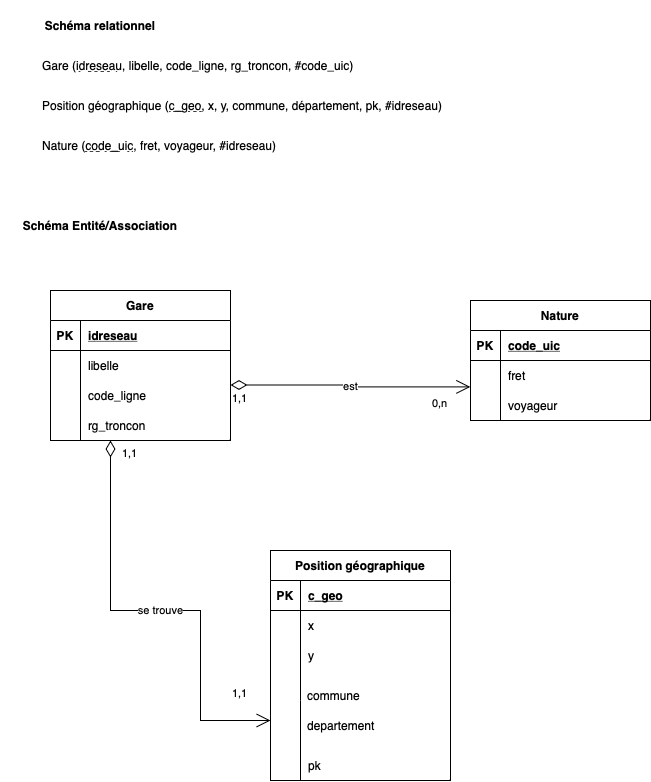 Schéma relationnel
Gare (idreseau, libelle, code_ligne, rg_troncon, #code_uic)
Position géographique (c_geo, x, y, commune, département, pk, #idreseau)
Nature (code_uic, fret, voyageur, #idreseau)
Schéma Entité/Association
Gare
PK idreseau
libelle
code_ligne
rg_troncon
1,1
est
0,n
Nature
PK code_uic
fret
voyageur
1,1
se trouve
1,1
Position géographique
PK c_geo
x
y
commune
departement
pk